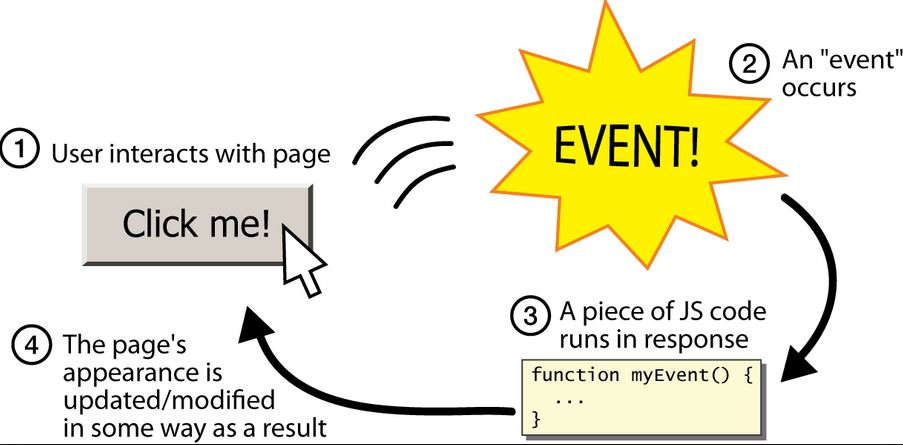 1 User interacts with page
Click me!
EVENT!
2 An "event"
occurs
3 A piece of JS code
runs in response
function myEvent() {
  ...
}
4 The page's
appearance is
updated/modified
in some way as a result